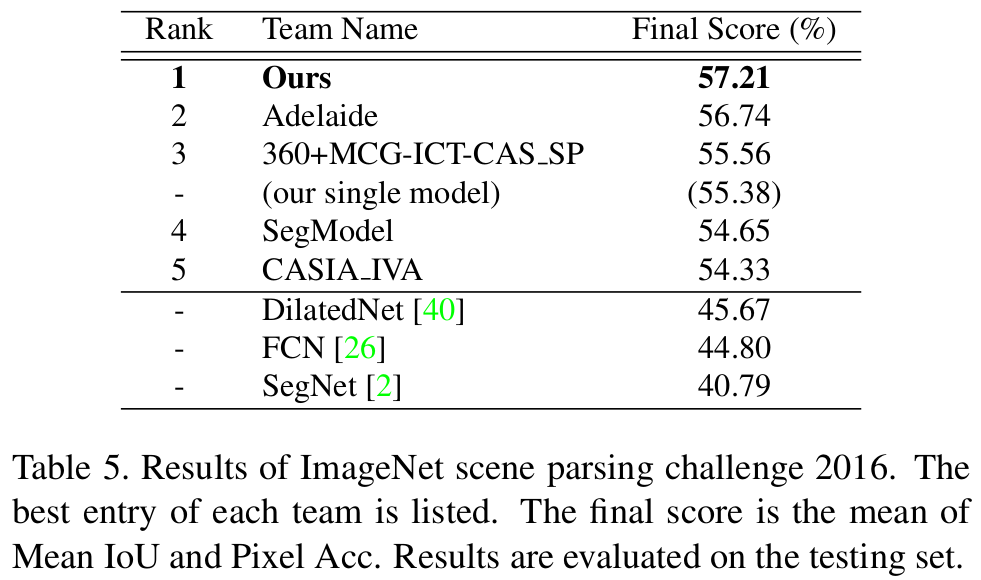 Rank Team Name Final Score (%)
1 Ours 57.21
2 Adelaide 56.74
3 360+MCG-ICT-CAS_SP 55.56
- (our single model) (55.38)
4 SegModel 54.65
5 CASIA_IVA 54.33
- DilatedNet [40] 45.67
- FCN [26] 44.80
- SegNet [2] 40.79
Table 5. Results of ImageNet scene parsing challenge 2016. The
best entry of each team is listed. The final score is the mean of
Mean IoU and Pixel Acc. Results are evaluated on the testing set.